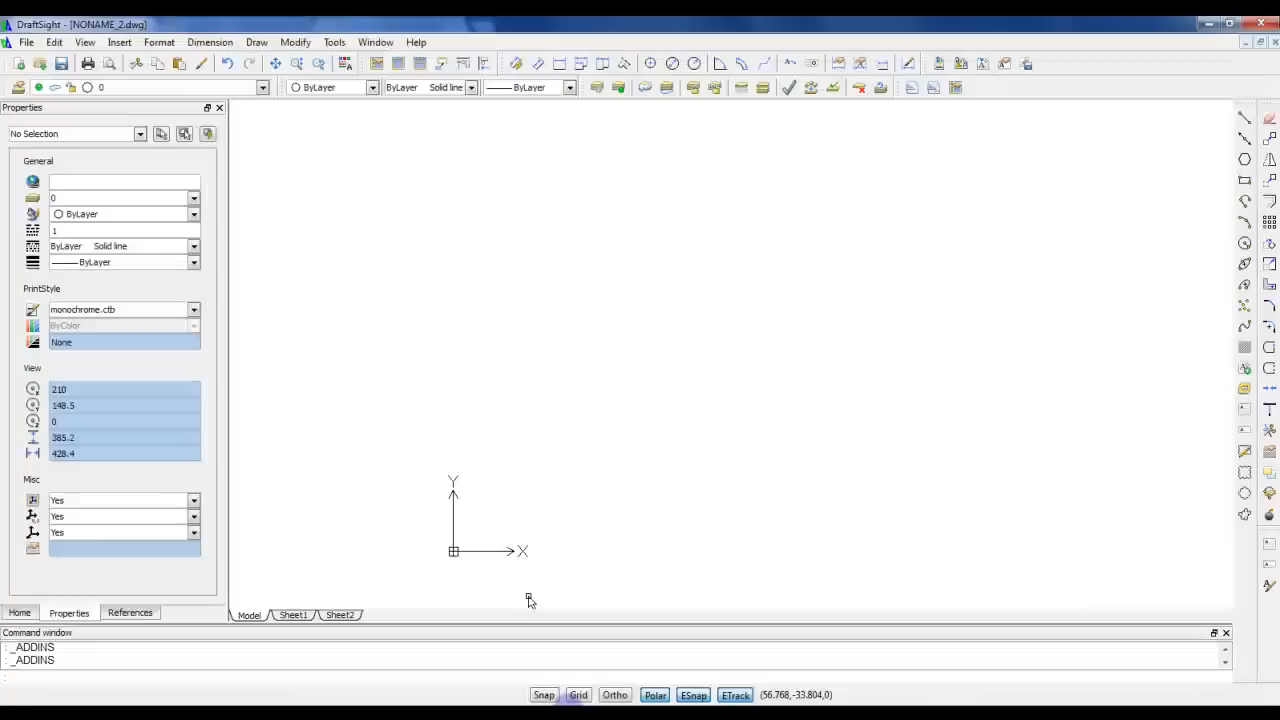 DraftSight - [NONAME_2.dwg]
File Edit View Insert Format Dimension Draw Modify Tools Window Help
0 ByLayer ByLayer Solid line ByLayer
Properties
No Selection
General
0
ByLayer
1
ByLayer Solid line
ByLayer
PrintStyle
monochrome.ctb
ByColor
None
View
210
148.5
0
385.2
428.4
Misc
Yes
Yes
Yes
Y
X
Home Properties References
Model Sheet1 Sheet2
Command window
: _ADDINS
: _ADDINS
:
Snap Grid Ortho Polar ESnap ETrack (56.768,-33.804,0)